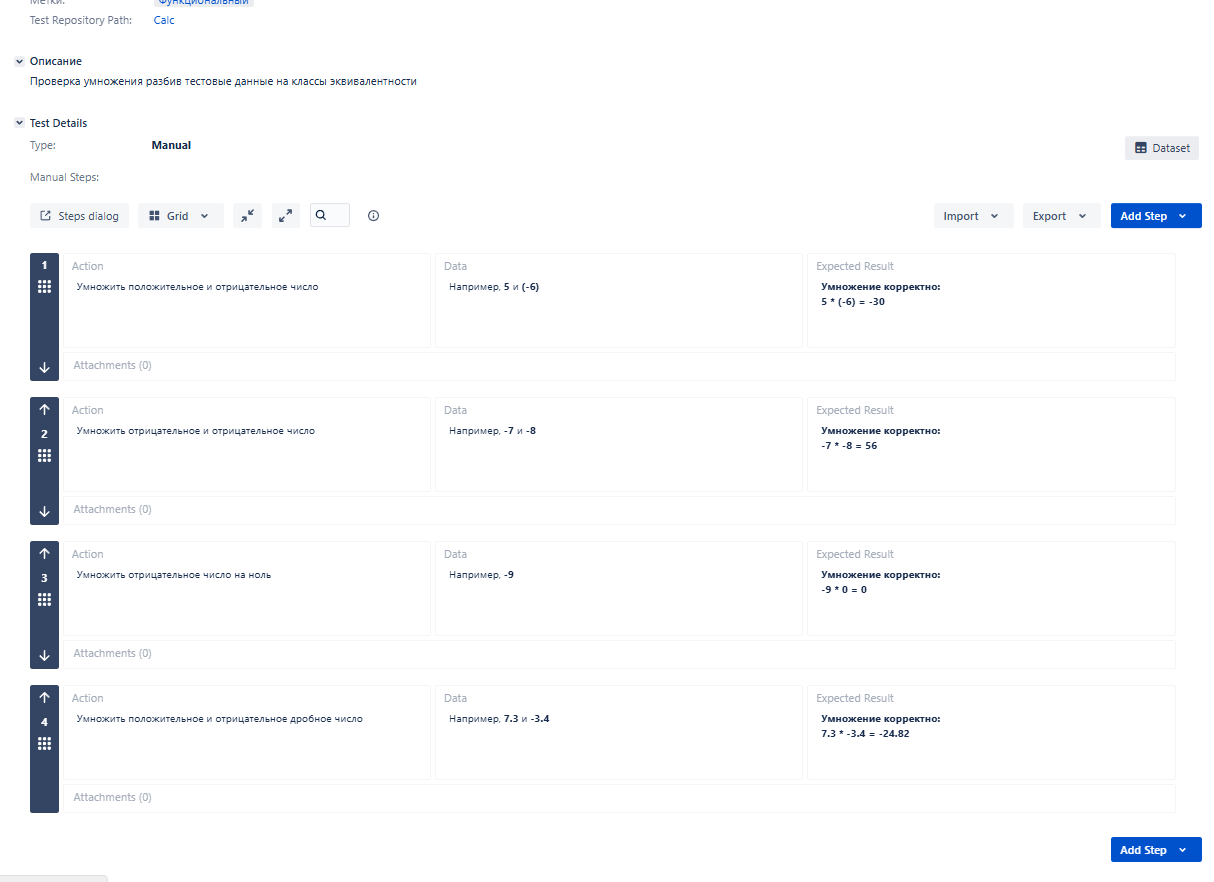 Метки: Функциональный
Test Repository Path: Calc
Описание
Проверка умножения разбив тестовые данные на классы эквивалентности
Test Details
Type: Manual
Dataset
Manual Steps:
Steps dialog Grid Import Export Add Step
1 Action Data Expected Result
Умножить положительное и отрицательное число Например, 5 и (-6) Умножение корректно:
5 * (-6) = -30
Attachments (0)
Action Data Expected Result
2 Умножить отрицательное и отрицательное число Например, -7 и -8 Умножение корректно:
-7 * -8 = 56
Attachments (0)
Action Data Expected Result
3 Умножить отрицательное число на ноль Например, -9 Умножение корректно:
-9 * 0 = 0
Attachments (0)
Action Data Expected Result
4 Умножить положительное и отрицательное дробное число Например, 7.3 и -3.4 Умножение корректно:
7.3 * -3.4 = -24.82
Attachments (0)
Add Step